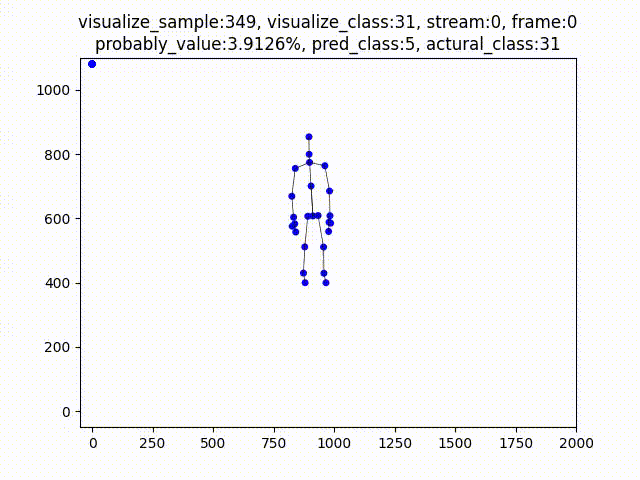 visualize_sample:349, visualize_class:31, stream:0, frame:0
probably_value:3.9126%, pred_class:5, actural_class:31
1000
800
600
400
200
0
0 250 500 750 1000 1250 1500 1750 2000